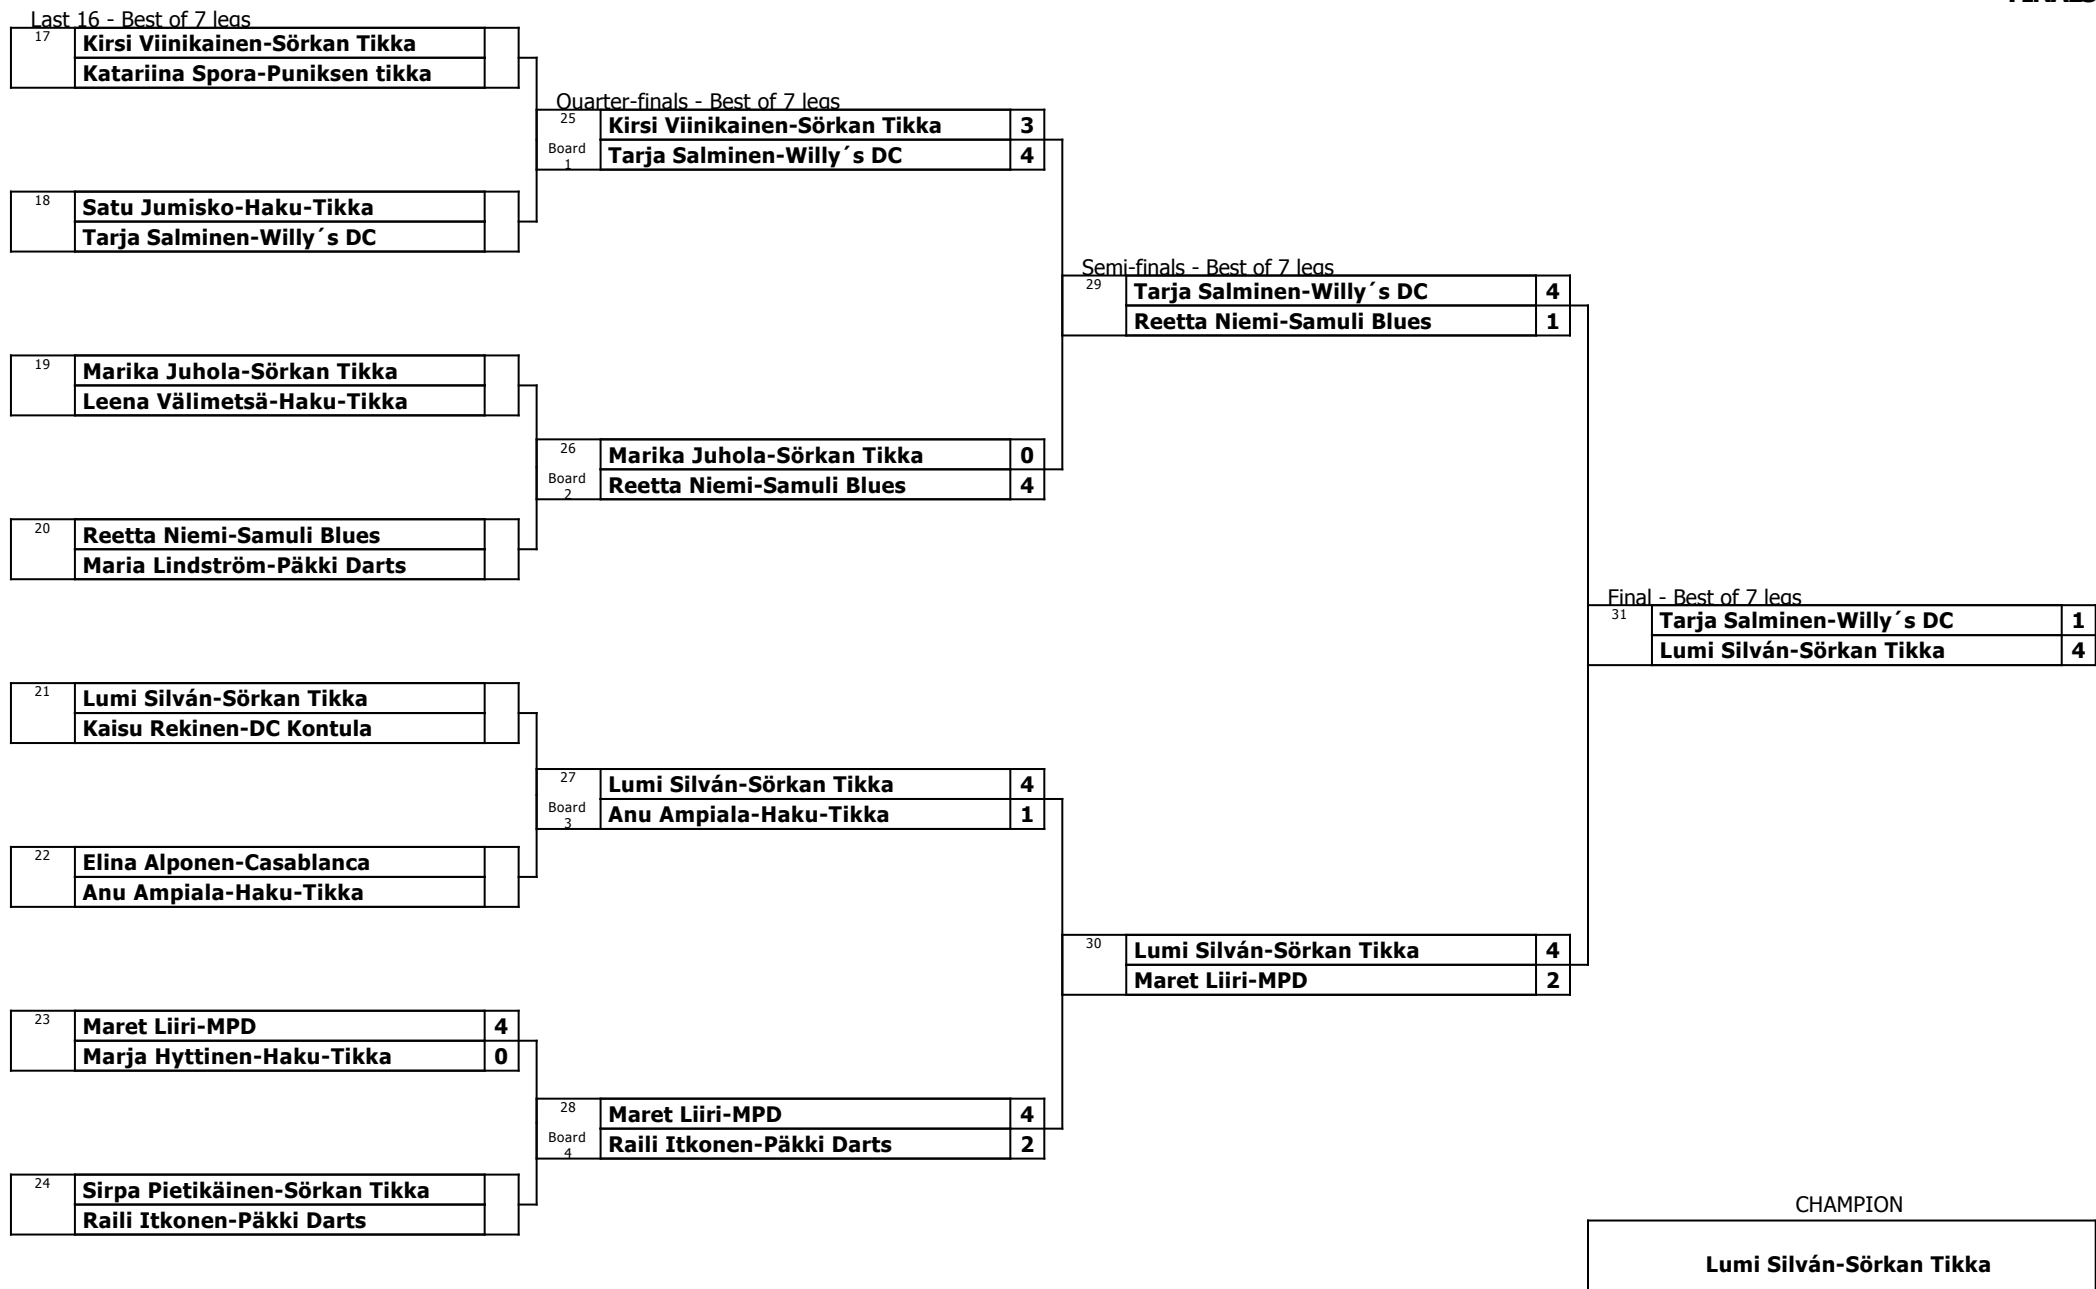 Last 16 - Best of 7 legs
17
Kirsi Viinikainen-Sörkan Tikka
Katariina Spora-Puniksen tikka
18
Satu Jumisko-Haku-Tikka
Tarja Salminen-Willy´s DC
19
Marika Juhola-Sörkan Tikka
Leena Välimetsä-Haku-Tikka
20
Reetta Niemi-Samuli Blues
Maria Lindström-Päkki Darts
21
Lumi Silván-Sörkan Tikka
Kaisu Rekinen-DC Kontula
22
Elina Alponen-Casablanca
Anu Ampiala-Haku-Tikka
23
Maret Liiri-MPD 4
Marja Hyttinen-Haku-Tikka 0
24
Sirpa Pietikäinen-Sörkan Tikka
Raili Itkonen-Päkki Darts
Quarter-finals - Best of 7 legs
25
Board
1
Kirsi Viinikainen-Sörkan Tikka 3
Tarja Salminen-Willy´s DC 4
26
Board
2
Marika Juhola-Sörkan Tikka 0
Reetta Niemi-Samuli Blues 4
27
Board
3
Lumi Silván-Sörkan Tikka 4
Anu Ampiala-Haku-Tikka 1
28
Board
4
Maret Liiri-MPD 4
Raili Itkonen-Päkki Darts 2
Semi-finals - Best of 7 legs
29
Tarja Salminen-Willy´s DC 4
Reetta Niemi-Samuli Blues 1
30
Lumi Silván-Sörkan Tikka 4
Maret Liiri-MPD 2
Final - Best of 7 legs
31
Tarja Salminen-Willy´s DC 1
Lumi Silván-Sörkan Tikka 4
CHAMPION
Lumi Silván-Sörkan Tikka